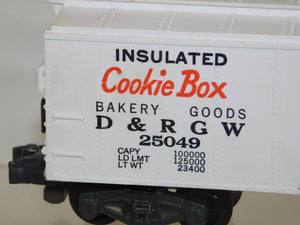 INSULATED
Cookie Box
BAKERY GOODS
D & R G W
25049
CAPY 100000
LD LMT 125000
LT WT 23400